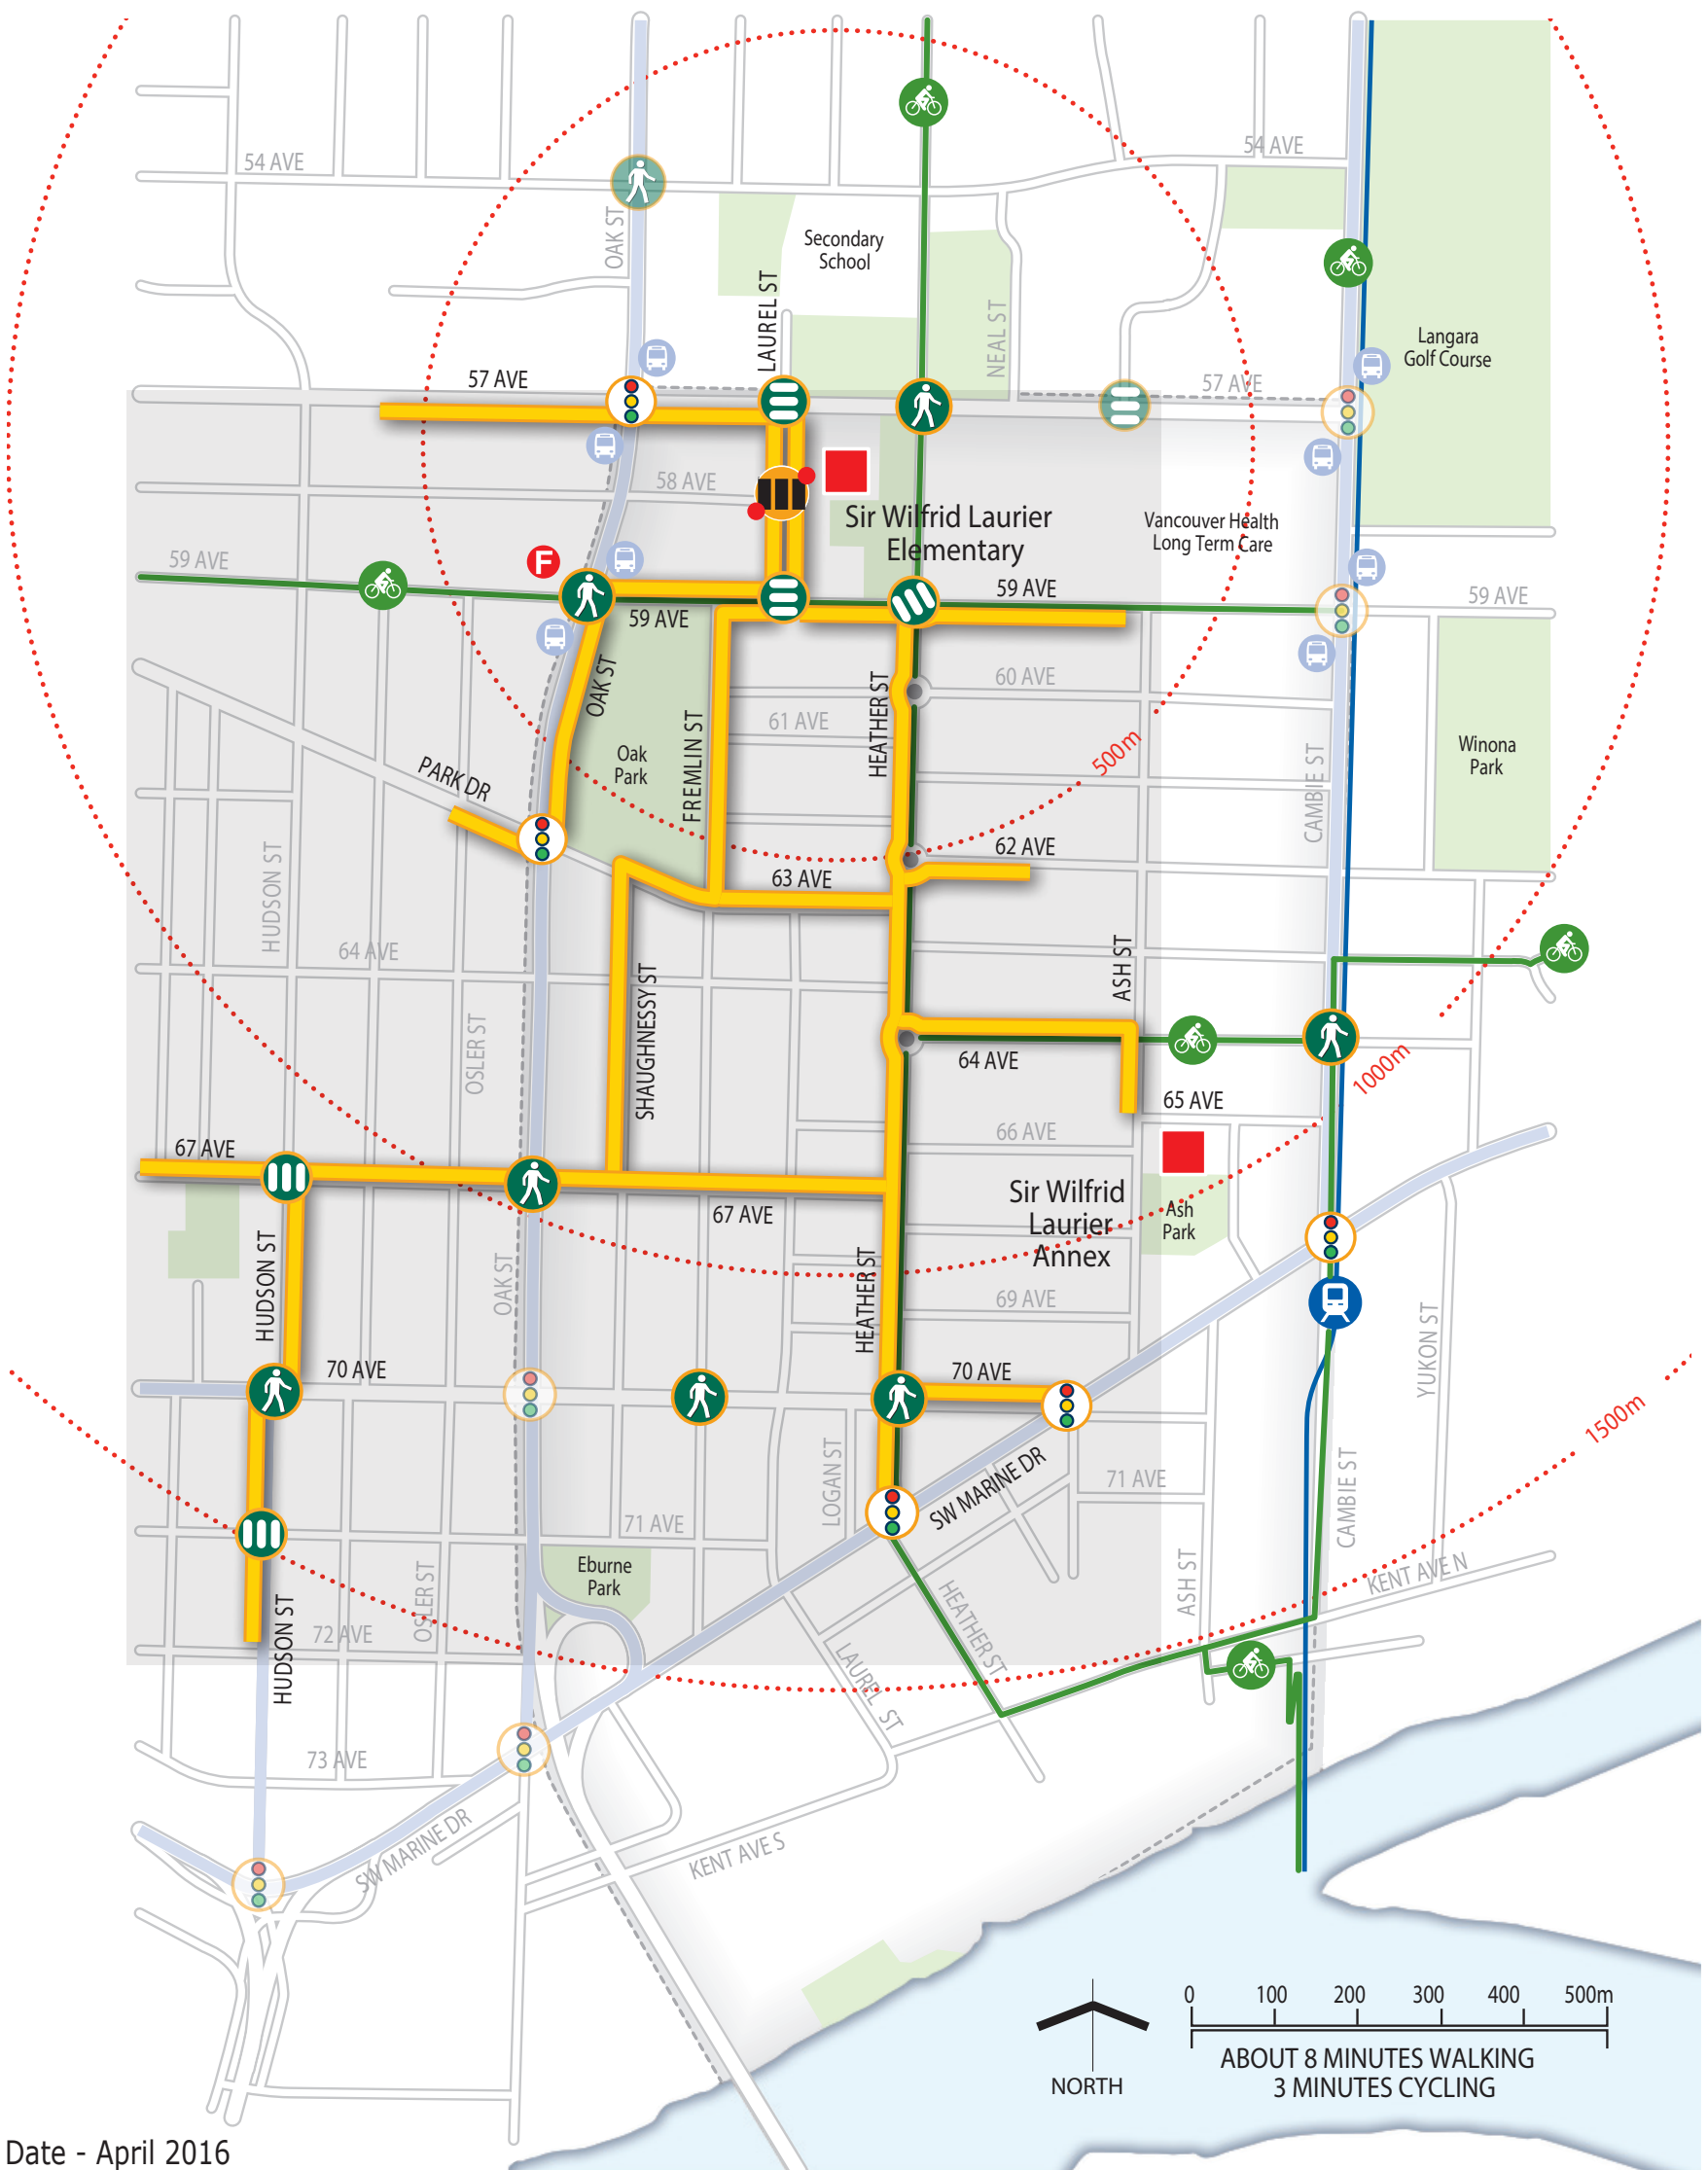 54 AVE
54 AVE
OAK ST
Secondary
School
LAUREL ST
NEAL ST
Langara
Golf Course
57 AVE
57 AVE
58 AVE
Sir Wilfrid Laurier
Elementary
Vancouver Health
Long Term Care
59 AVE
F
59 AVE
59 AVE
59 AVE
OAK ST
60 AVE
HEATHER ST
FREMLIN ST
61 AVE
500m
Oak
Park
PARK DR
CAMBIE ST
Winona
Park
HUDSON ST
62 AVE
63 AVE
64 AVE
ASH ST
SHAUGHNESSY ST
OSLER ST
64 AVE
1000m
65 AVE
66 AVE
67 AVE
Sir Wilfrid
Laurier
Annex
Ash
Park
67 AVE
HUDSON ST
OAK ST
HEATHER ST
69 AVE
YUKON ST
70 AVE
70 AVE
1500m
LOGAN ST
SW MARINE DR
71 AVE
CAMBIE ST
71 AVE
Eburne
Park
ASH ST
KENT AVE N
OSLER ST
HEATHER ST
HUDSON ST
72 AVE
LAUREL ST
73 AVE
SW MARINE DR
KENT AVE S
0 100 200 300 400 500m
ABOUT 8 MINUTES WALKING
3 MINUTES CYCLING
NORTH
Date - April 2016